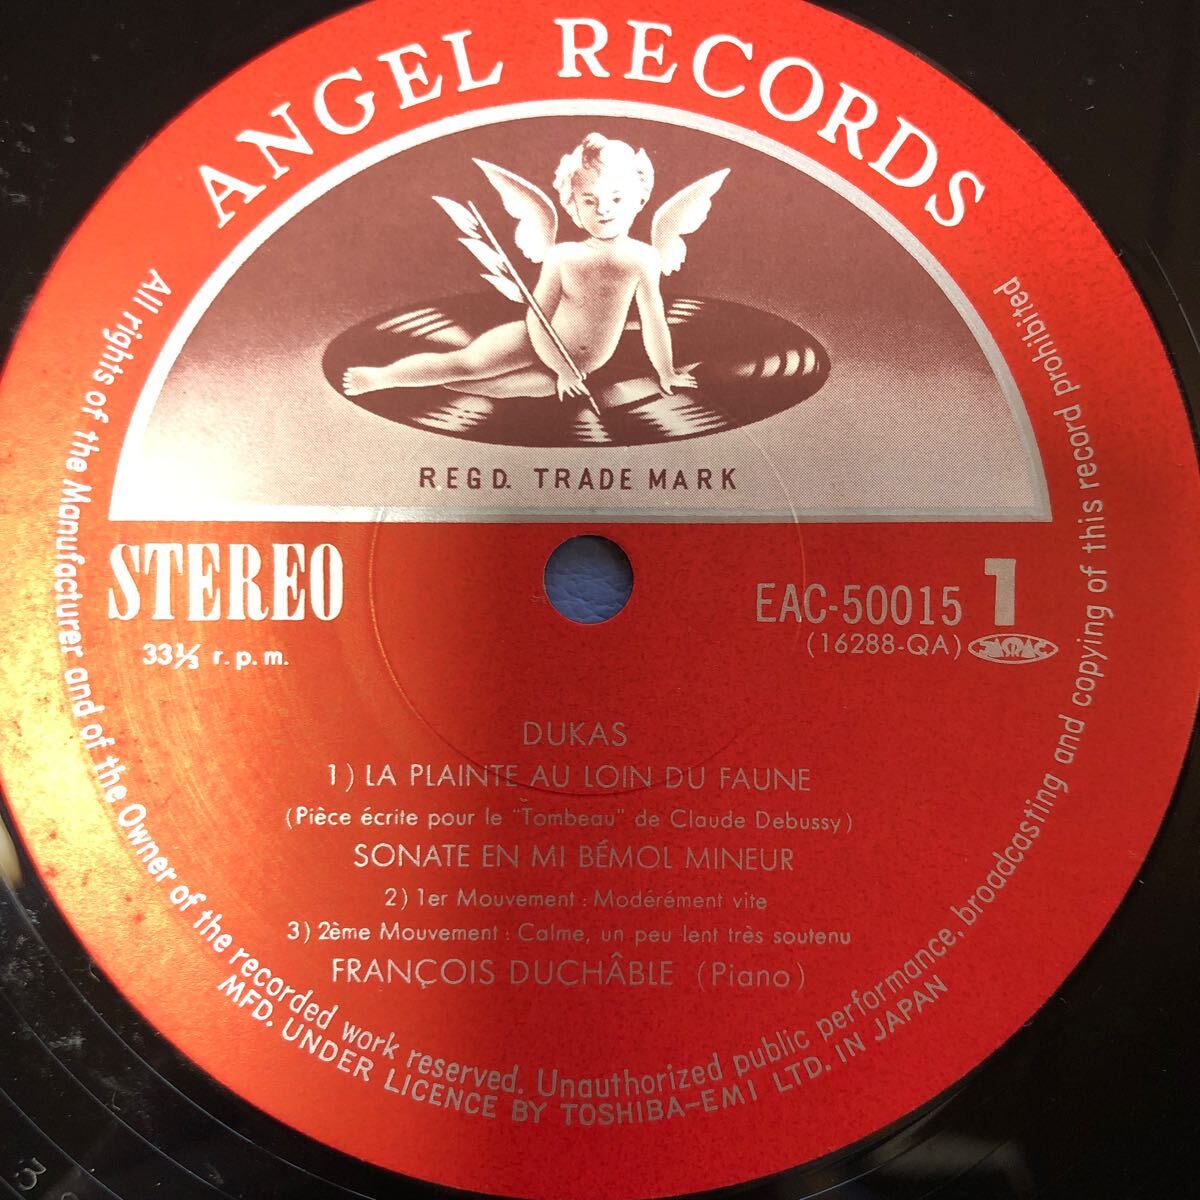 ANGEL RECORDS
REGD. TRADE MARK
STEREO
33⅓ r.p.m.
EAC-50015 1
(16288-QA) JASRAC
DUKAS
1) LA PLAINTE AU LOIN DU FAUNE
(Pièce écrite pour le "Tombeau" de Claude Debussy)
SONATE EN MI BÉMOL MINEUR
2) 1er Mouvement : Modérément vite
3) 2ème Mouvement : Calme, un peu lent très soutenu
FRANÇOIS DUCHÂBLE (Piano)
All rights of the Manufacturer and of the Owner of the recorded work reserved. Unauthorized public performance, broadcasting and copying of this record prohibited
MFD. UNDER LICENCE BY TOSHIBA-EMI LTD. IN JAPAN